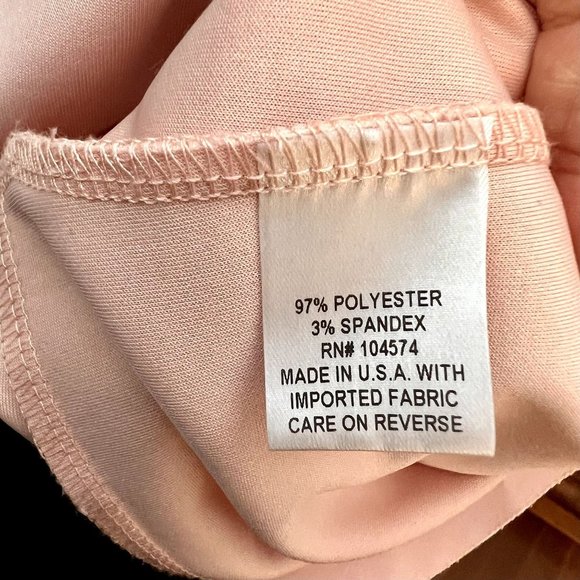 97% POLYESTER
3% SPANDEX
RN# 104574
MADE IN U.S.A. WITH
IMPORTED FABRIC
CARE ON REVERSE